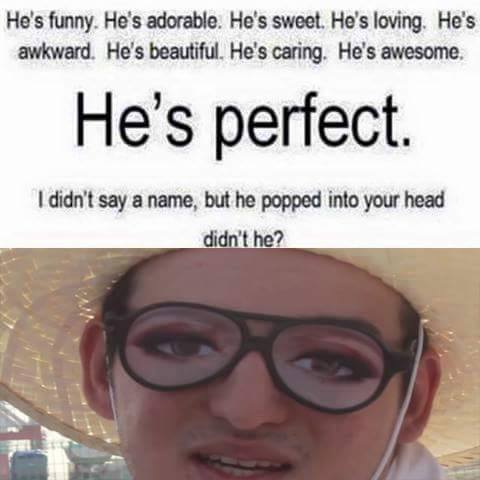 He's funny. He's adorable. He's sweet. He's loving. He's
awkward. He's beautiful. He's caring. He's awesome.
He's perfect.
I didn't say a name, but he popped into your head
didn't he?